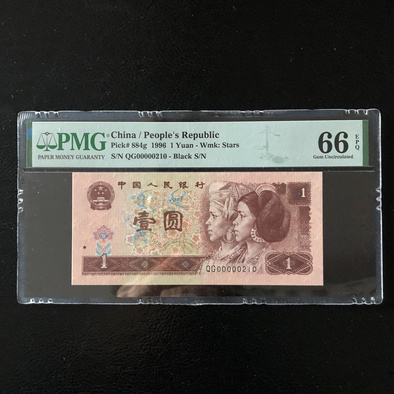 PMG
PAPER MONEY GUARANTY
China / People's Republic
Pick# 884g 1996 1 Yuan - Wmk: Stars
S/N QG00000210 - Black S/N
66 EPQ
Gem Uncirculated
中国人民银行
1
壹圆
QG00000210
1
1